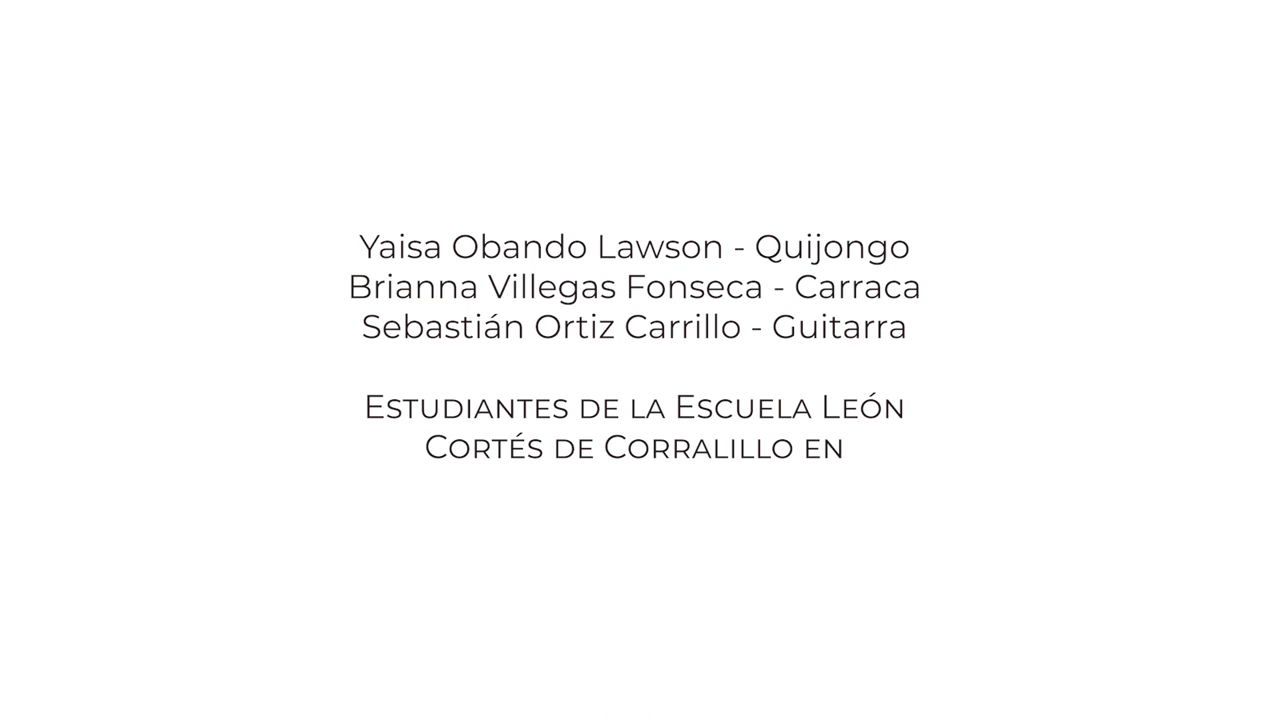 Yaisa Obando Lawson - Quijongo
Brianna Villegas Fonseca - Carraca
Sebastián Ortiz Carrillo - Guitarra
Estudiantes de la Escuela León
Cortés de Corralillo en